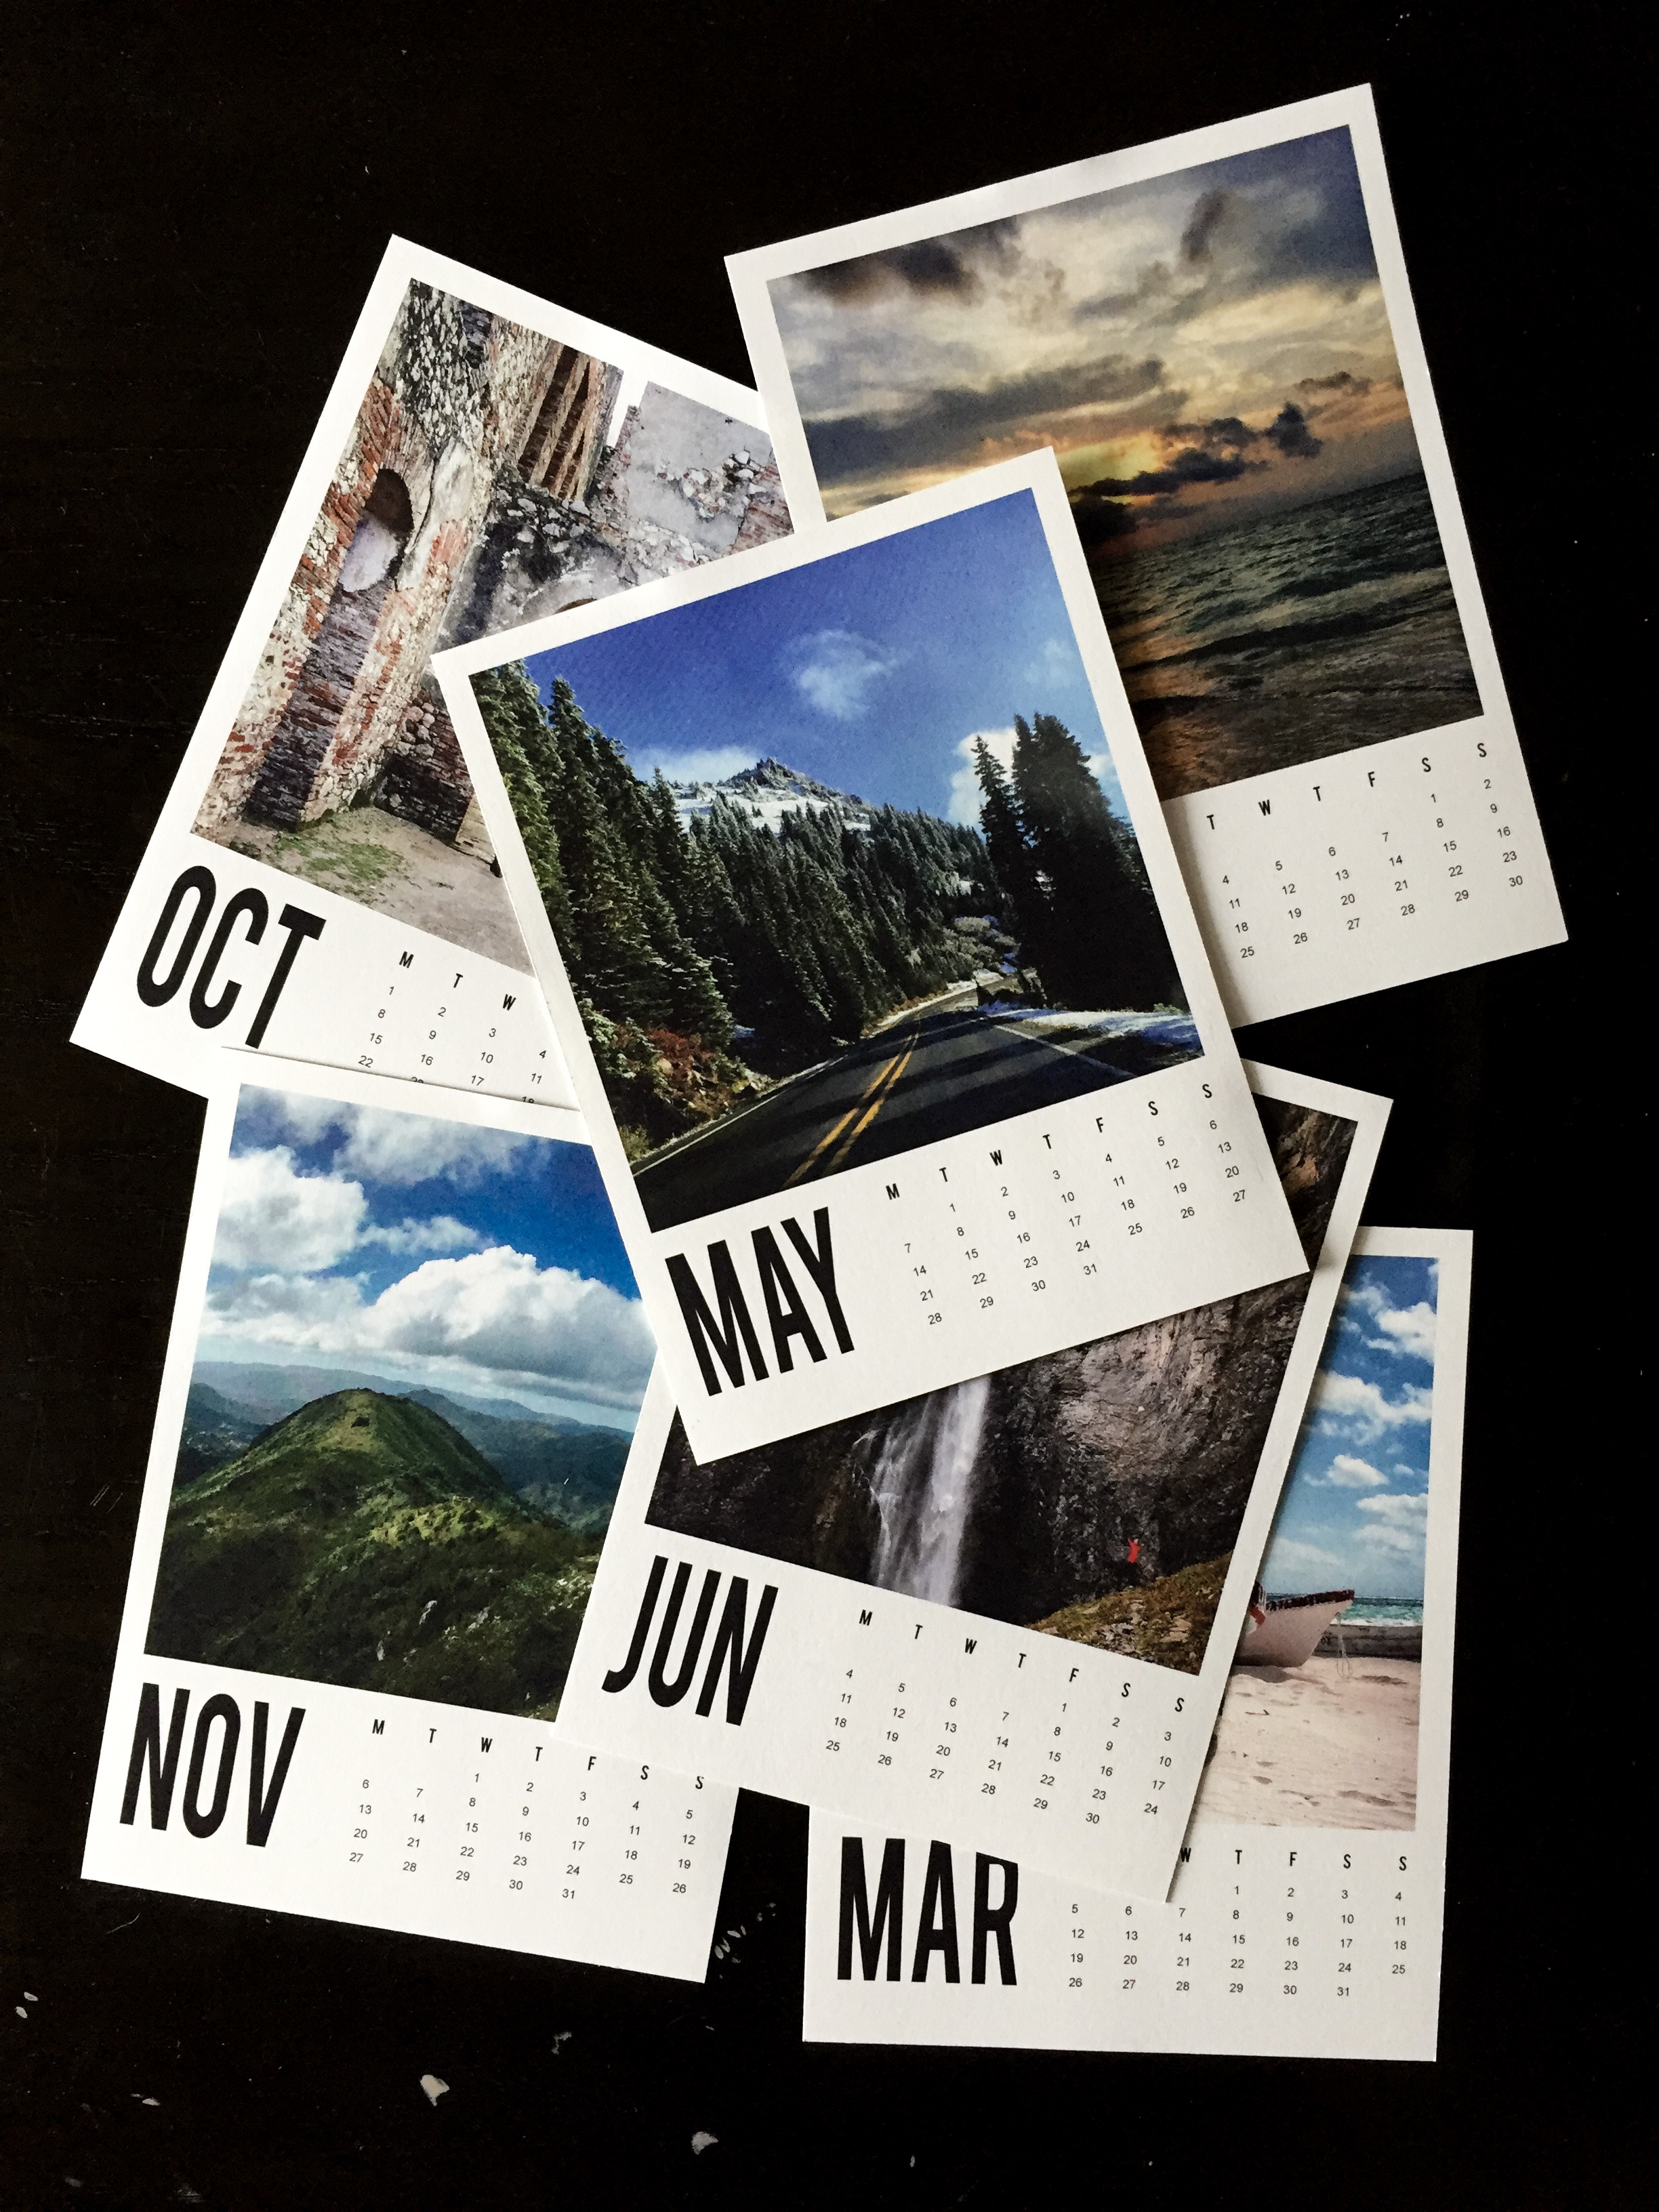 T W T F S S
1 2
4 5 6 7 8 9
11 12 13 14 15 16
18 19 20 21 22 23
25 26 27 28 29 30
OCT
M T W
1 2 3 4
8 9 10 11
15 16 17 18
22
MAY
M T W T F S S
1 2 3 4 5 6
7 8 9 10 11 12 13
14 15 16 17 18 19 20
21 22 23 24 25 26 27
28 29 30 31
NOV
M T W T F S S
1 2 3 4 5
6 7 8 9 10 11 12
13 14 15 16 17 18 19
20 21 22 23 24 25 26
27 28 29 30 31
JUN
M T W T F S S
1 2 3
4 5 6 7 8 9 10
11 12 13 14 15 16 17
18 19 20 21 22 23 24
25 26 27 28 29 30
MAR
W T F S S
1 2 3 4
5 6 7 8 9 10 11
12 13 14 15 16 17 18
19 20 21 22 23 24 25
26 27 28 29 30 31